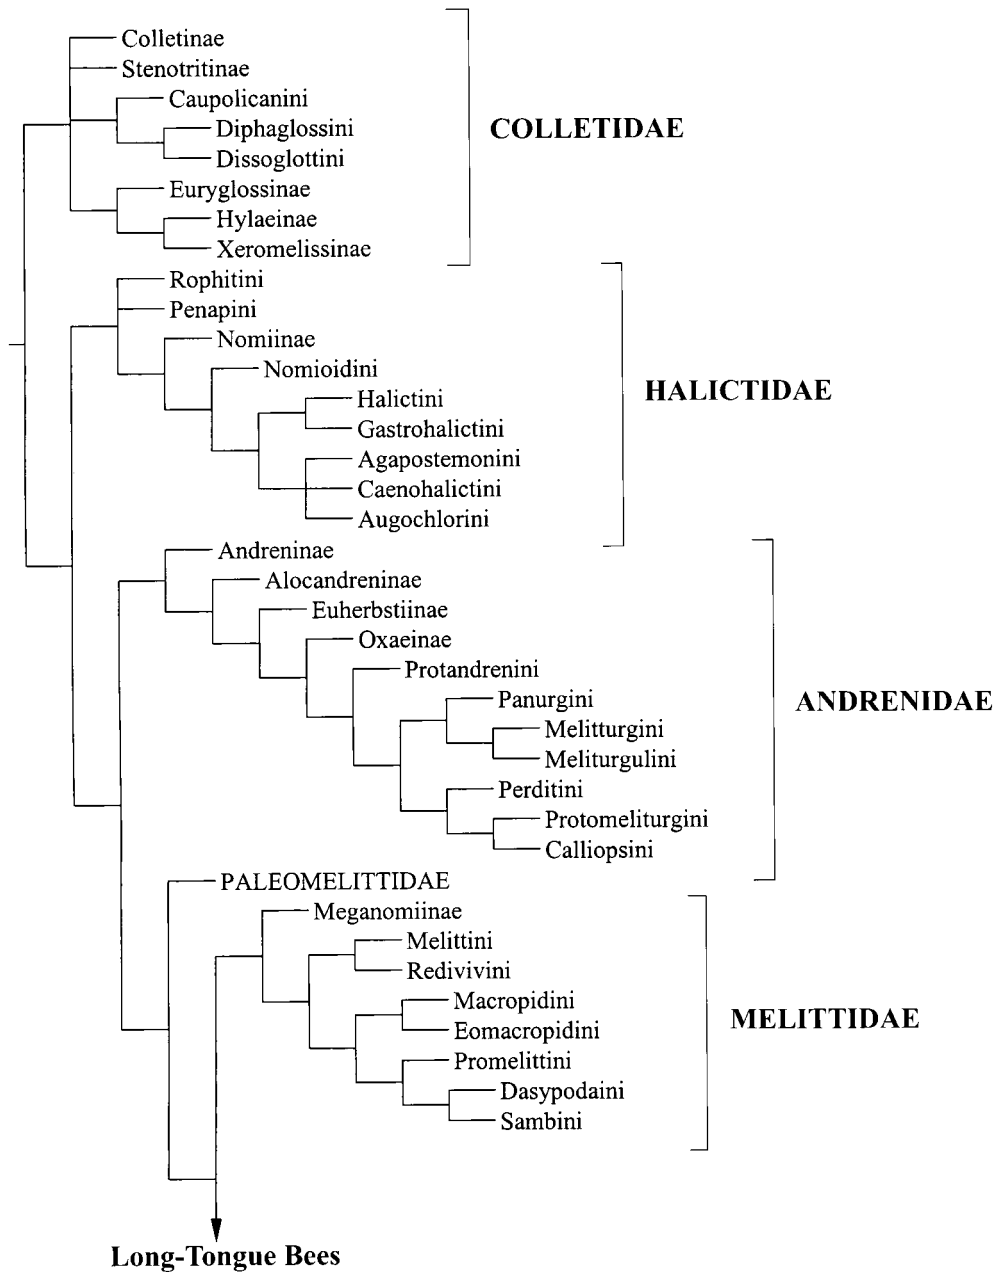 Colletinae
Stenotritinae
Caupolicanini
Diphaglossini
Dissoglottini
Euryglossinae
Hylaeinae
Xeromelissinae
COLLETIDAE
Rophitini
Penapini
Nomiinae
Nomioidini
Halictini
Gastrohalictini
Agapostemonini
Caenohalictini
Augochlorini
HALICTIDAE
Andreninae
Alocandreninae
Euherbstiinae
Oxaeinae
Protandrenini
Panurgini
Melitturgini
Meliturgulini
Perditini
Protomeliturgini
Calliopsini
ANDRENIDAE
PALEOMELITTIDAE
Meganomiinae
Melittini
Redivivini
Macropidini
Eomacropidini
Promelittini
Dasypodaini
Sambini
MELITTIDAE
Long-Tongue Bees